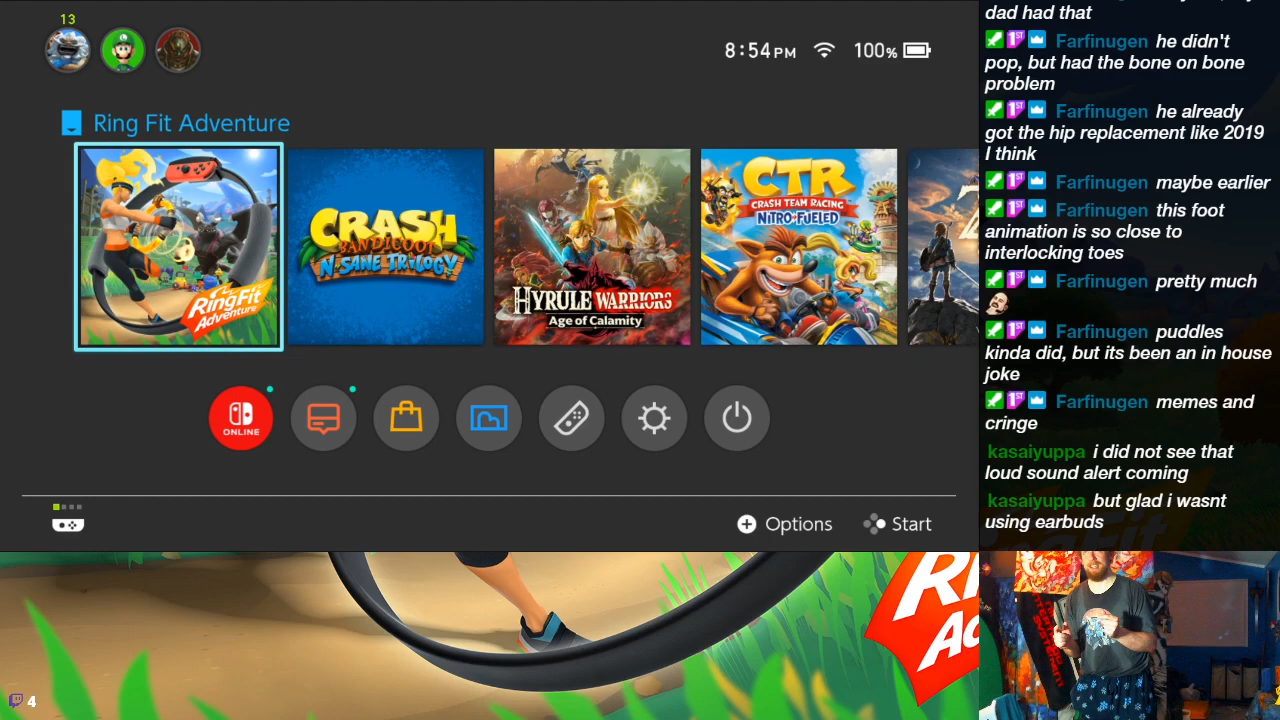 13
8:54PM 100%
Ring Fit Adventure
RingFit
Adventure
CRASH
BANDICOOT
N·SANE TRILOGY
HYRULE WARRIORS
Age of Calamity
CTR
CRASH TEAM RACING
NITRO-FUELED
ONLINE
Options Start
4
dad had that
Farfinugen he didn't
pop, but had the bone on bone
problem
Farfinugen he already
got the hip replacement like 2019
I think
Farfinugen maybe earlier
Farfinugen this foot
animation is so close to
interlocking toes
Farfinugen pretty much
Farfinugen puddles
kinda did, but its been an in house
joke
Farfinugen memes and
cringe
kasaiyuppa i did not see that
loud sound alert coming
kasaiyuppa but glad i wasnt
using earbuds